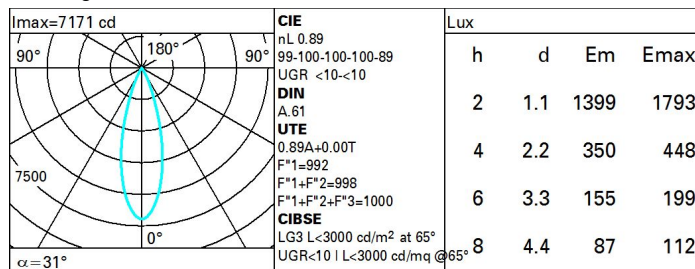 Imax=7171 cd
90°
180°
90°
7500
0°
α=31°
CIE
nL 0.89
99-100-100-100-89
UGR <10-<10
DIN
A.61
UTE
0.89A+0.00T
F"1=992
F"1+F"2=998
F"1+F"2+F"3=1000
CIBSE
LG3 L<3000 cd/m² at 65°
UGR<10 | L<3000 cd/mq @65°
Lux
h d Em Emax
2 1.1 1399 1793
4 2.2 350 448
6 3.3 155 199
8 4.4 87 112